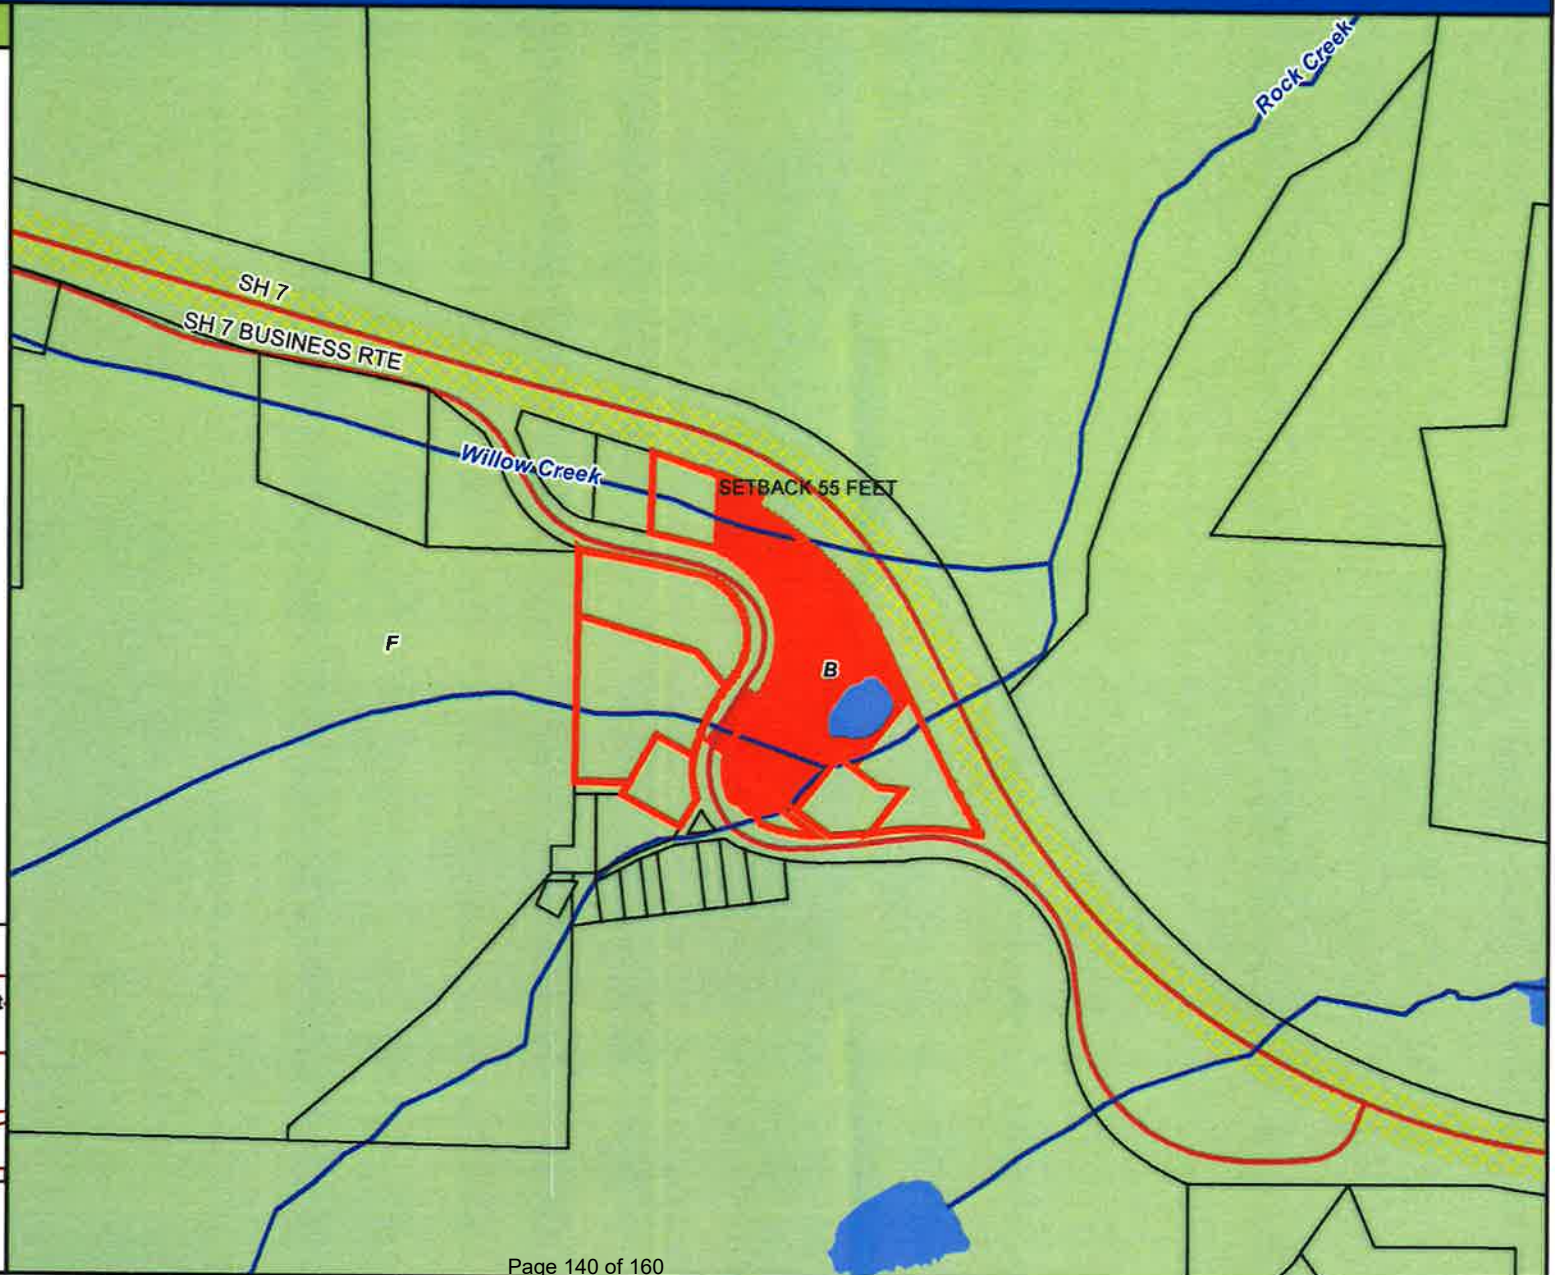 Rock Creek
SH 7
SH 7 BUSINESS RTE
Willow Creek
SETBACK 55 FEET
F
B
Page 140 of 160